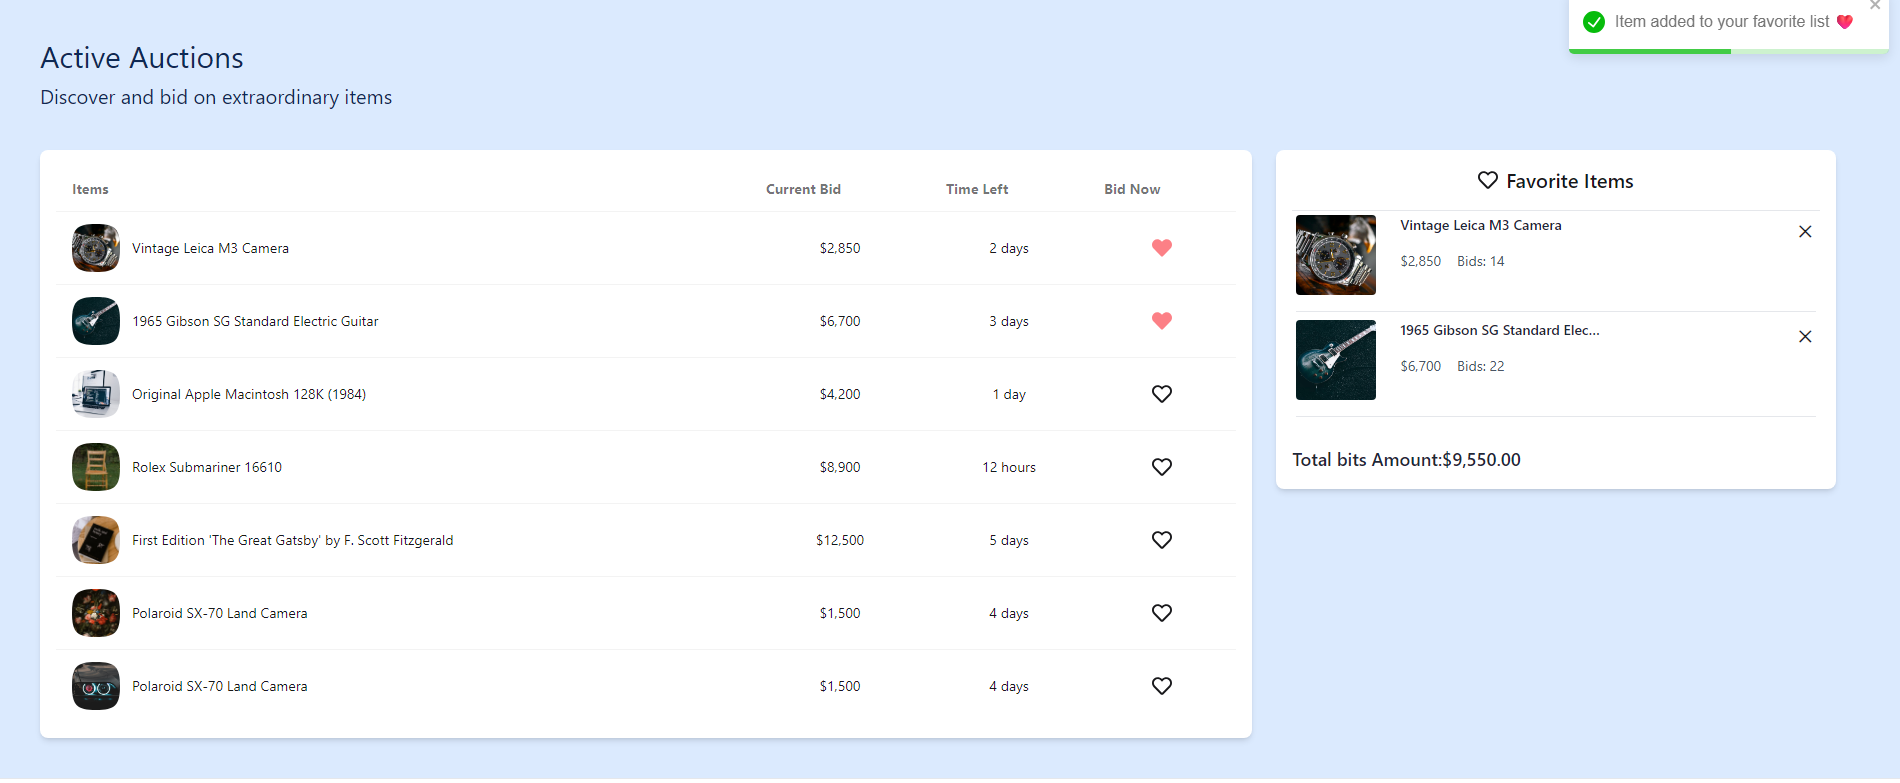 Item added to your favorite list ❤️
Active Auctions
Discover and bid on extraordinary items
Items Current Bid Time Left Bid Now
Vintage Leica M3 Camera $2,850 2 days
1965 Gibson SG Standard Electric Guitar $6,700 3 days
Original Apple Macintosh 128K (1984) $4,200 1 day
Rolex Submariner 16610 $8,900 12 hours
First Edition 'The Great Gatsby' by F. Scott Fitzgerald $12,500 5 days
Polaroid SX-70 Land Camera $1,500 4 days
Polaroid SX-70 Land Camera $1,500 4 days
Favorite Items
Vintage Leica M3 Camera
$2,850 Bids: 14
1965 Gibson SG Standard Elec...
$6,700 Bids: 22
Total bits Amount:$9,550.00